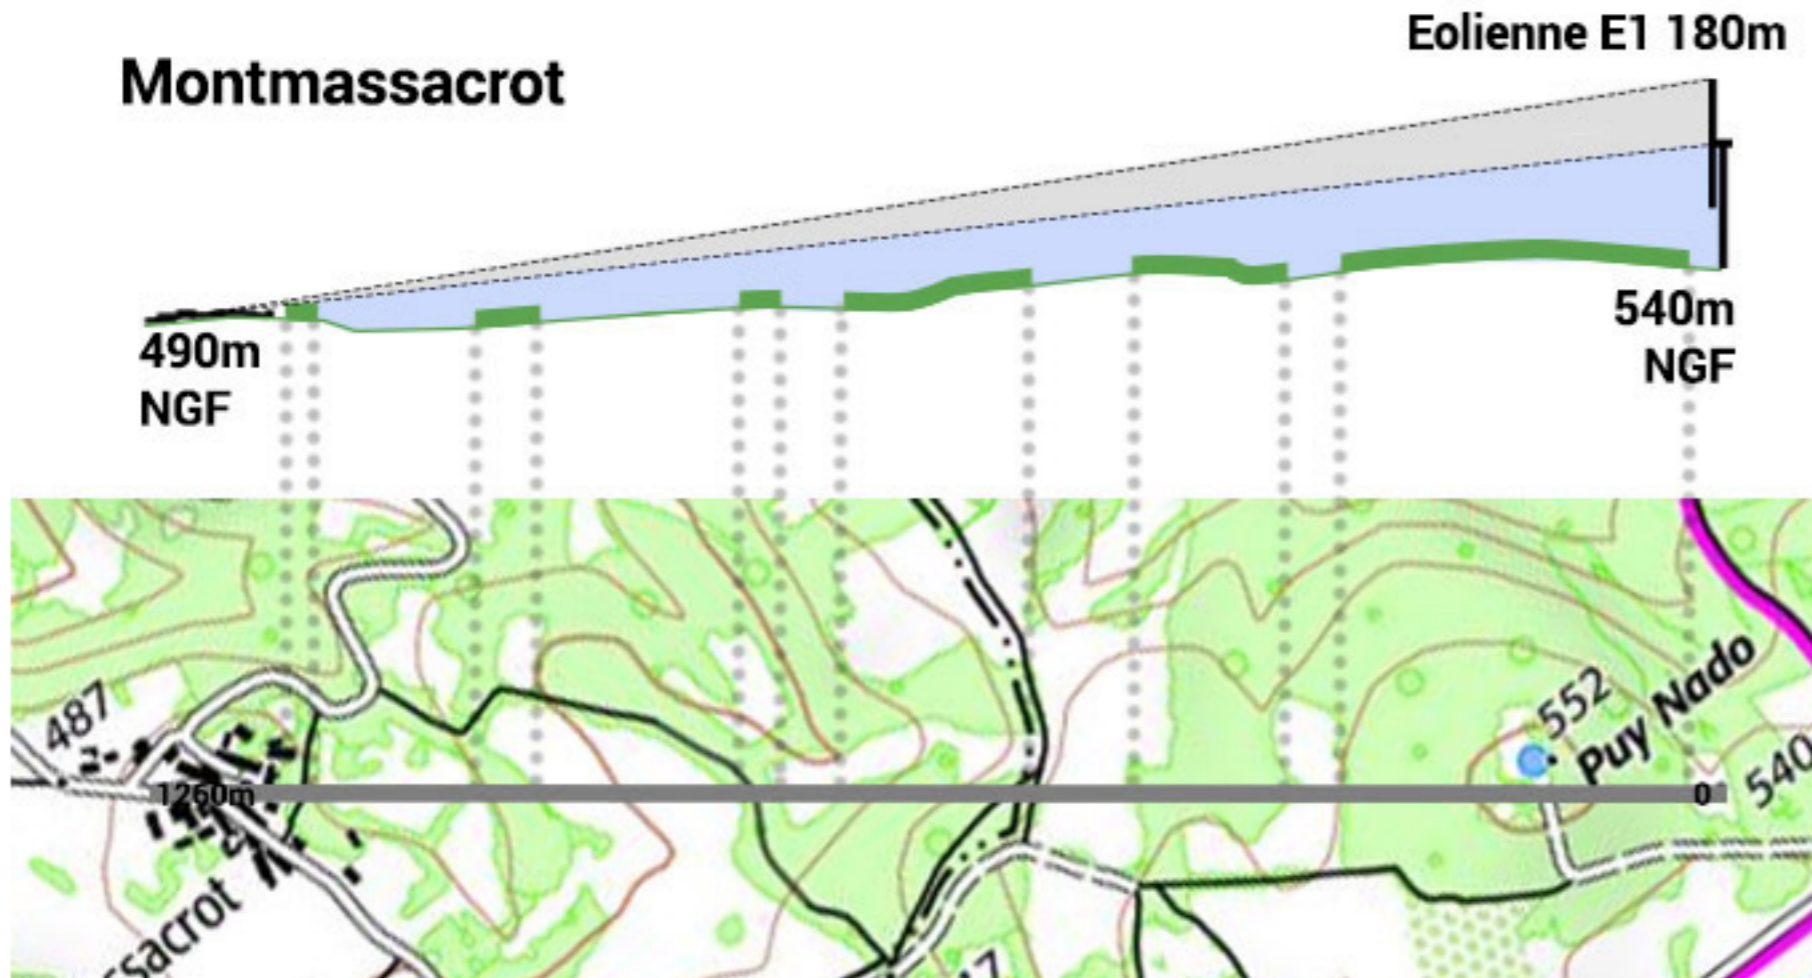 Eolienne E1 180m
Montmassacrot
490m
NGF
540m
NGF
487
552
Puy Nado
540
1260m
0
ssacrot